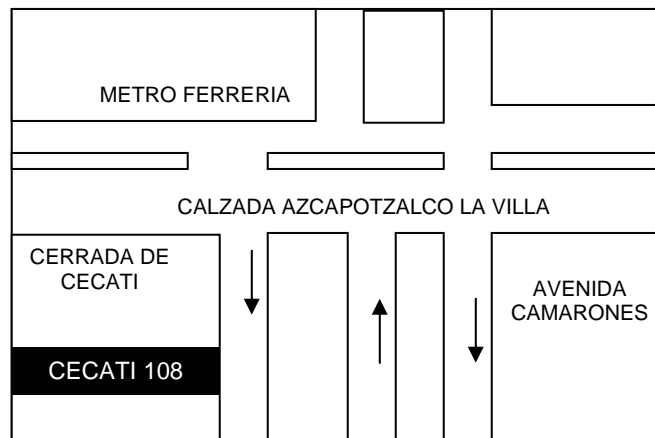 METRO FERRERIA
CALZADA AZCAPOTZALCO LA VILLA
CERRADA DE
CECATI
AVENIDA
CAMARONES
CECATI 108